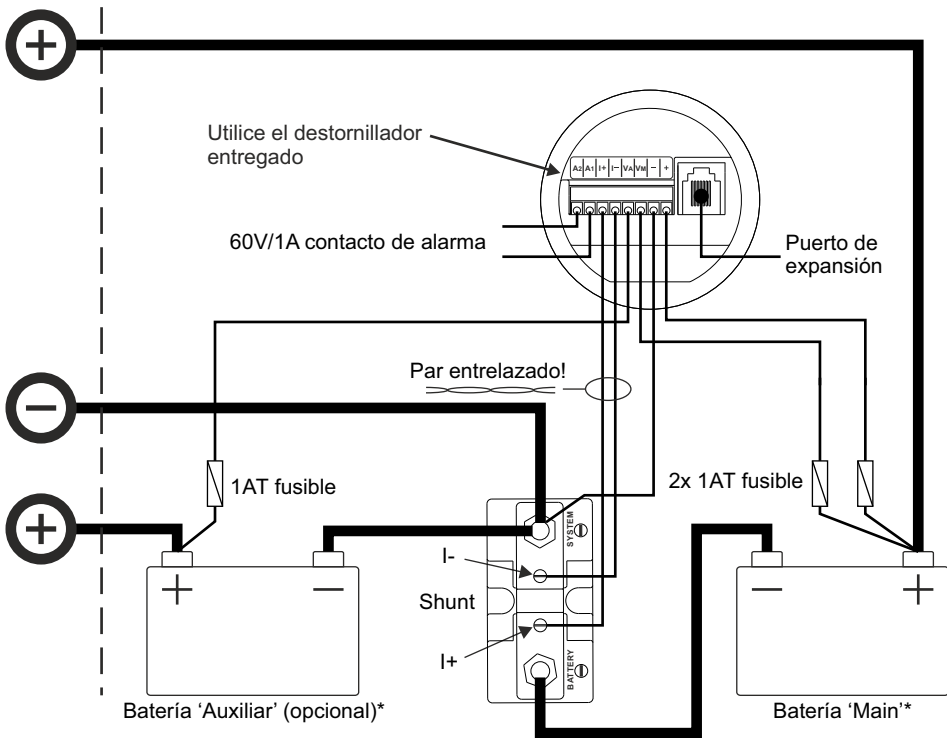 +
Utilice el destornillador
entregado
A2 A1 I+ I- VA VM - +
60V/1A contacto de alarma
Puerto de
expansión
Par entrelazado!
−
1AT fusible
2x 1AT fusible
+
SYSTEM
I-
Shunt
I+
BATTERY
+ −
− +
Batería ‘Auxiliar’ (opcional)*
Batería ‘Main’*